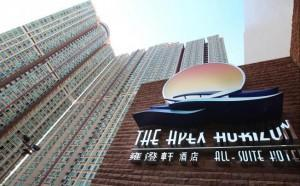 THE APEX HORIZON
雍澄軒 酒店 ALL-SUITE HOTE